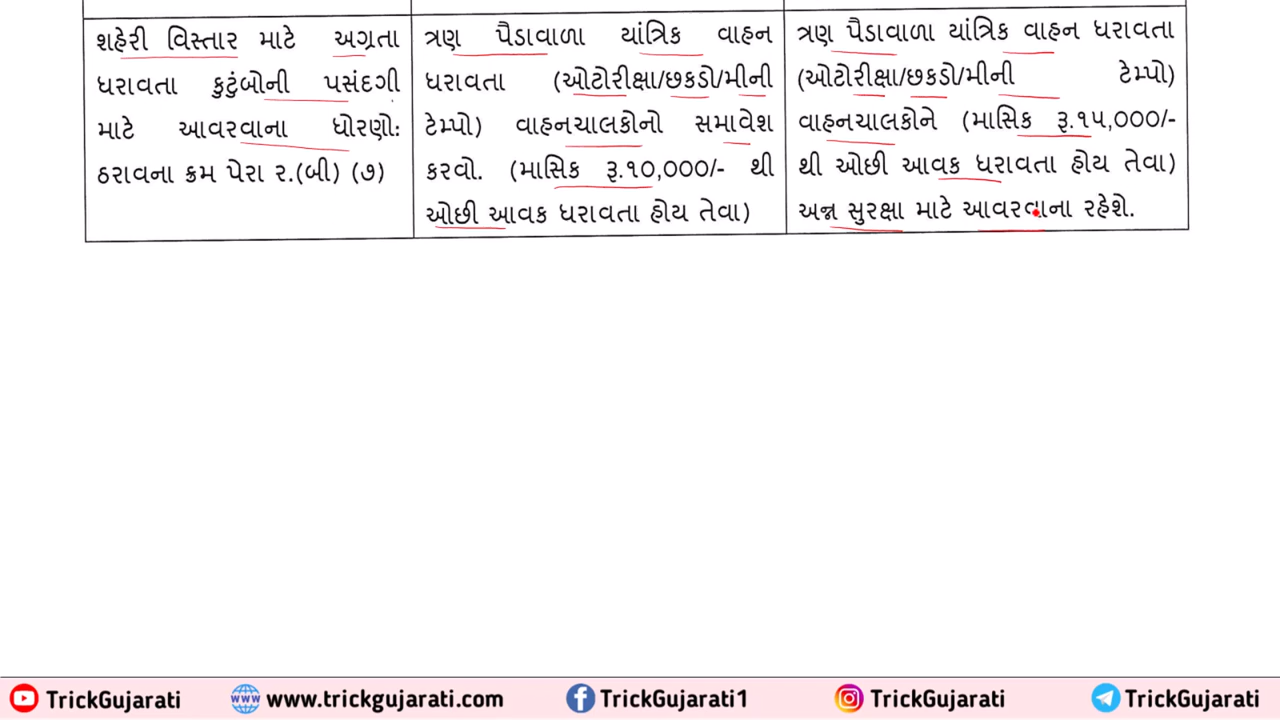 શહેરી વિસ્તાર માટે અગ્રતા
ધરાવતા કુટુંબોની પસંદગી
માટે આવરવાના ધોરણો:
ઠરાવના ક્રમ પેરા ૨.(બી) (૭)
ત્રણ પૈડાવાળા યાંત્રિક વાહન
ધરાવતા (ઓટોરીક્ષા/છકડો/મીની
ટેમ્પો) વાહનચાલકોનો સમાવેશ
કરવો. (માસિક રૂ.૧૦,૦૦૦/- થી
ઓછી આવક ધરાવતા હોય તેવા)
ત્રણ પૈડાવાળા યાંત્રિક વાહન ધરાવતા
(ઓટોરીક્ષા/છકડો/મીની ટેમ્પો)
વાહનચાલકોને (માસિક રૂ.૧૫,૦૦૦/-
થી ઓછી આવક ધરાવતા હોય તેવા)
અન્ન સુરક્ષા માટે આવરવાના રહેશે.
TrickGujarati www.trickgujarati.com TrickGujarati1 TrickGujarati TrickGujarati